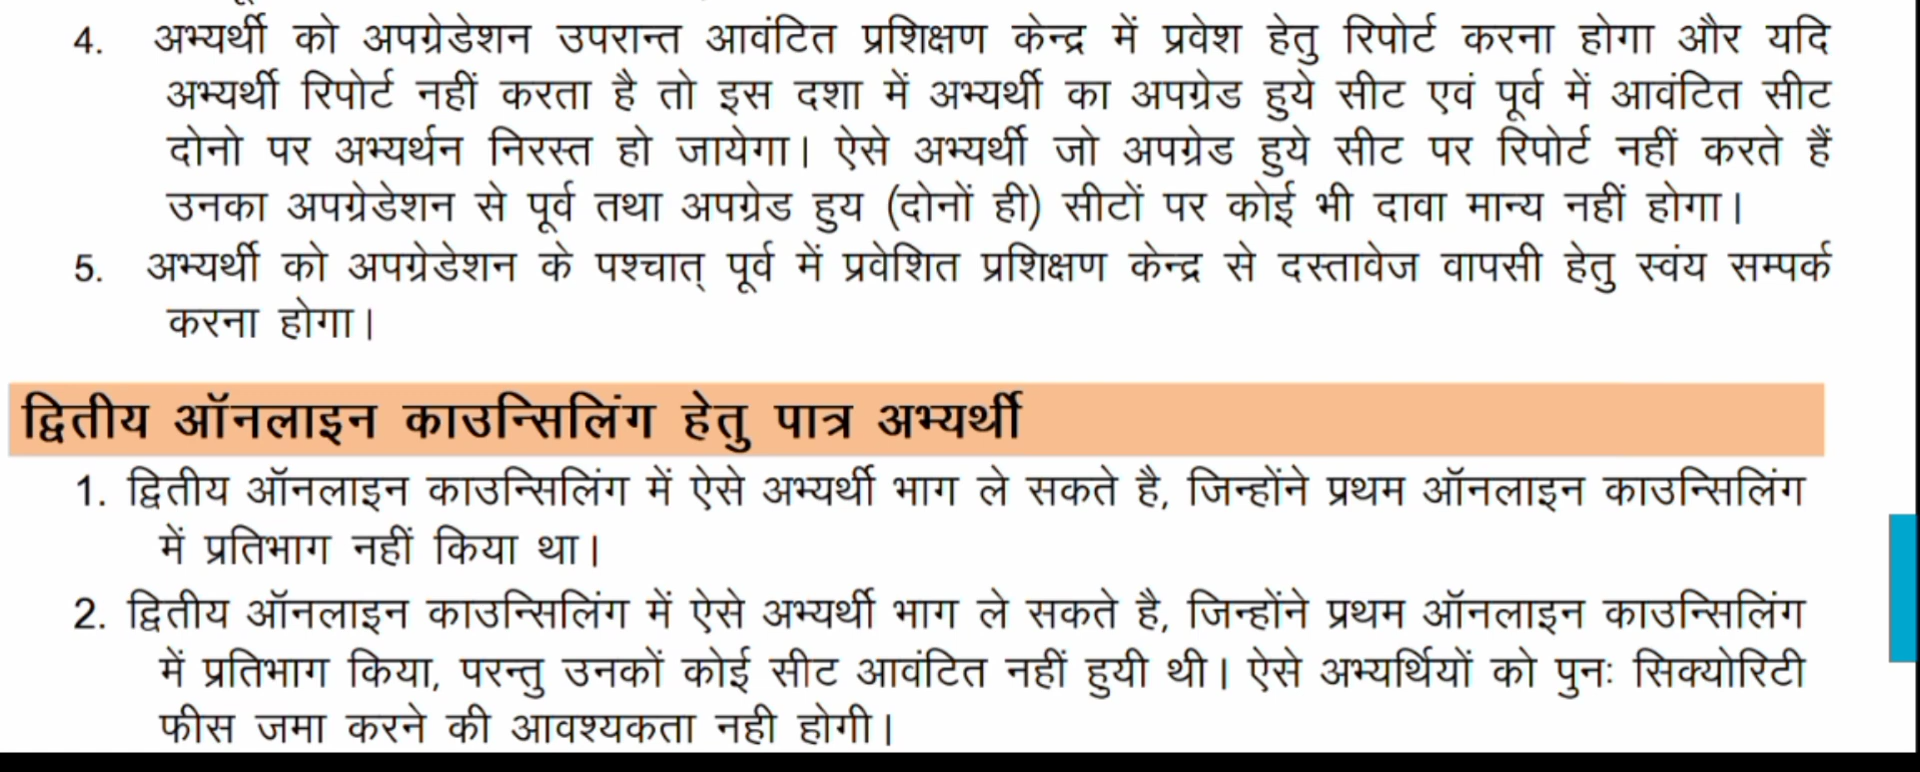 4. अभ्यर्थी को अपग्रेडेशन उपरान्त आवंटित प्रशिक्षण केन्द्र में प्रवेश हेतु रिपोर्ट करना होगा और यदि
अभ्यर्थी रिपोर्ट नहीं करता है तो इस दशा में अभ्यर्थी का अपग्रेड हुये सीट एवं पूर्व में आवंटित सीट
दोनो पर अभ्यर्थन निरस्त हो जायेगा। ऐसे अभ्यर्थी जो अपग्रेड हुये सीट पर रिपोर्ट नहीं करते हैं
उनका अपग्रेडेशन से पूर्व तथा अपग्रेड हुय (दोनों ही) सीटों पर कोई भी दावा मान्य नहीं होगा।
5. अभ्यर्थी को अपग्रेडेशन के पश्चात् पूर्व में प्रवेशित प्रशिक्षण केन्द्र से दस्तावेज वापसी हेतु स्वंय सम्पर्क
करना होगा।
द्वितीय ऑनलाइन काउन्सिलिंग हेतु पात्र अभ्यर्थी
1. द्वितीय ऑनलाइन काउन्सिलिंग में ऐसे अभ्यर्थी भाग ले सकते है, जिन्होंने प्रथम ऑनलाइन काउन्सिलिंग
में प्रतिभाग नहीं किया था।
2. द्वितीय ऑनलाइन काउन्सिलिंग में ऐसे अभ्यर्थी भाग ले सकते है, जिन्होंने प्रथम ऑनलाइन काउन्सिलिंग
में प्रतिभाग किया, परन्तु उनकों कोई सीट आवंटित नहीं हुयी थी। ऐसे अभ्यर्थियों को पुनः सिक्योरिटी
फीस जमा करने की आवश्यकता नही होगी।